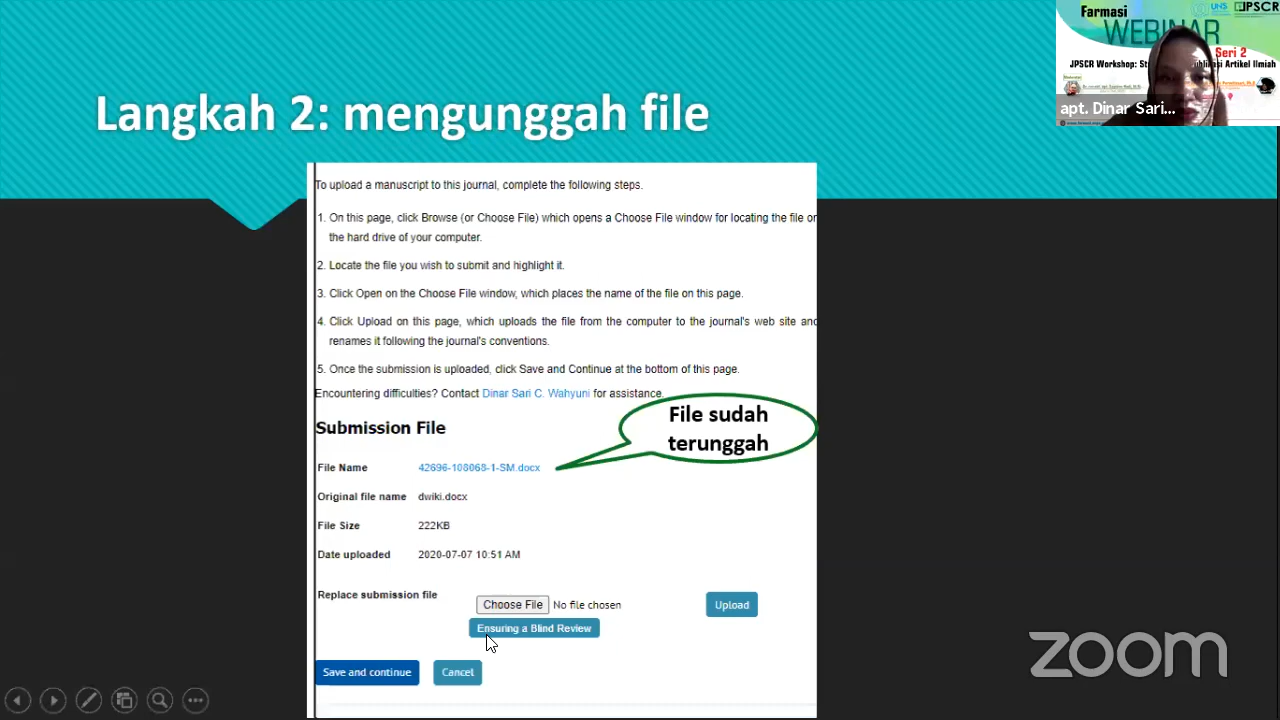 Langkah 2: mengunggah file
Farmasi
WEBINAR
UNS
JPSCR
Seri 2
JPSCR Workshop:
Artikel Ilmiah
apt. Dinar Sari...
To upload a manuscript to this journal, complete the following steps.
1. On this page, click Browse (or Choose File) which opens a Choose File window for locating the file on
the hard drive of your computer.
2. Locate the file you wish to submit and highlight it.
3. Click Open on the Choose File window, which places the name of the file on this page.
4. Click Upload on this page, which uploads the file from the computer to the journal's web site and
renames it following the journal's conventions.
5. Once the submission is uploaded, click Save and Continue at the bottom of this page.
Encountering difficulties? Contact Dinar Sari C. Wahyuni for assistance.
File sudah
terunggah
Submission File
File Name 42696-108068-1-SM.docx
Original file name dwiki.docx
File Size 222KB
Date uploaded 2020-07-07 10:51 AM
Replace submission file
Choose File No file chosen Upload
Ensuring a Blind Review
Save and continue Cancel
zoom